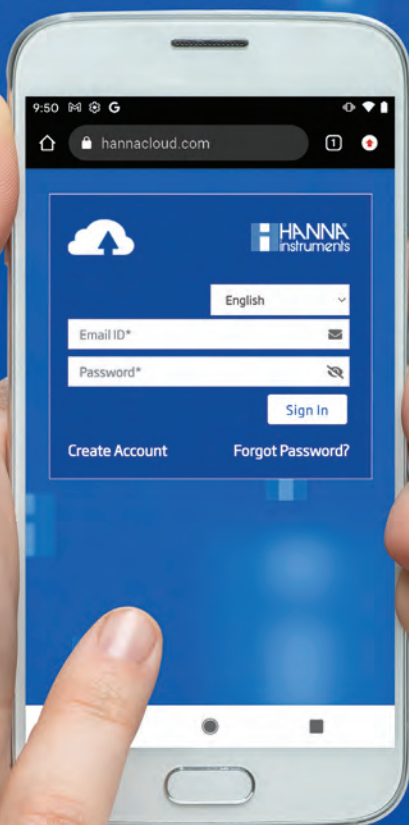 9:50 G
hannacloud.com 1
HANNA
instruments
English
Email ID*
Password*
Sign In
Create Account Forgot Password?